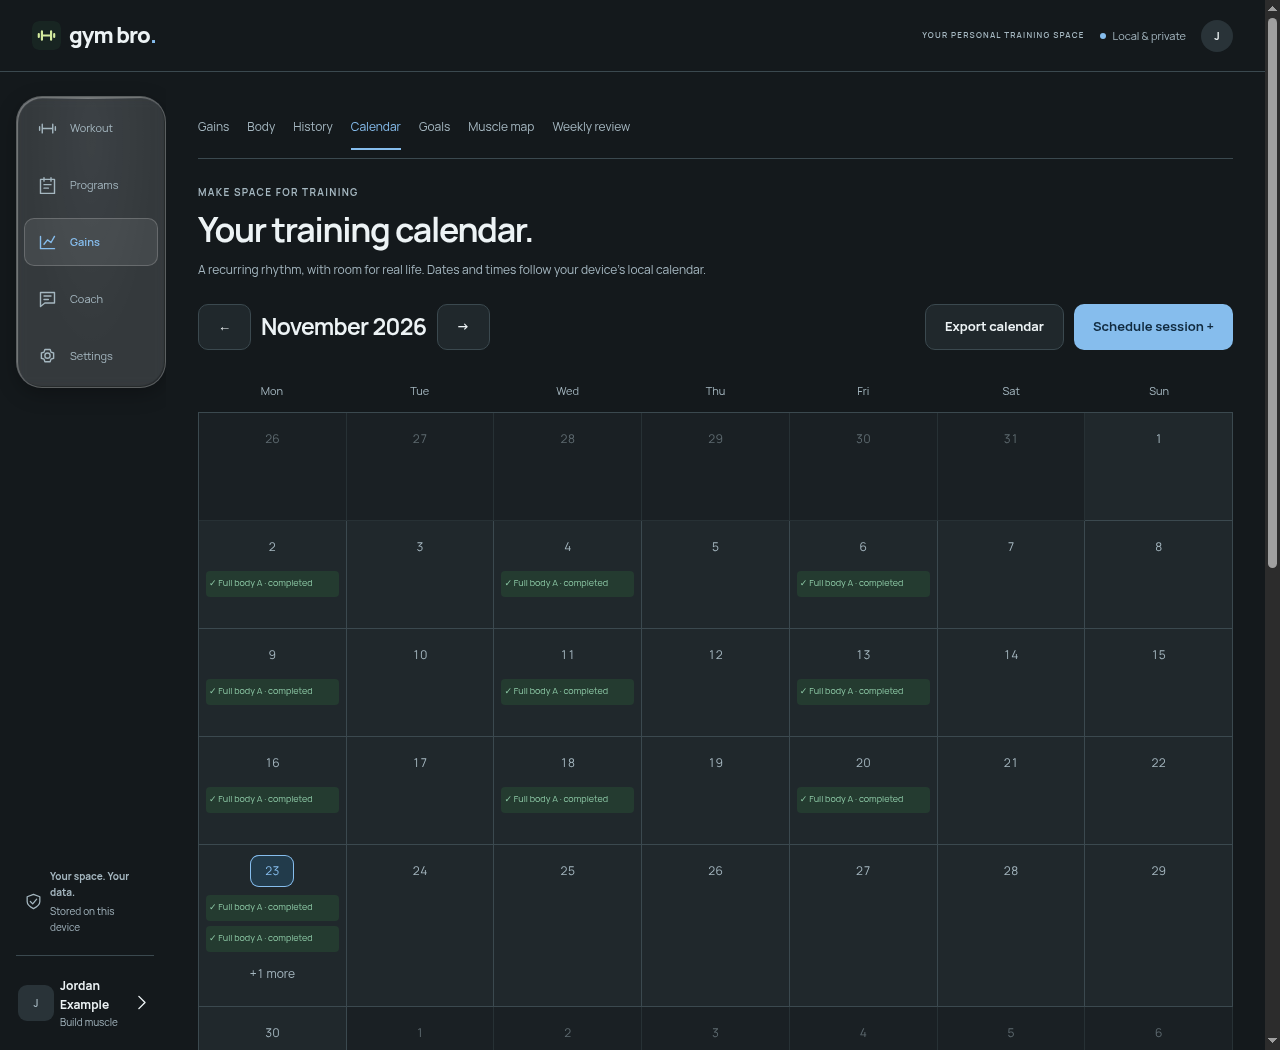 gym bro.
YOUR PERSONAL TRAINING SPACE
Local & private
J
Workout
Programs
Gains
Coach
Settings
Your space. Your
data.
Stored on this
device
J
Jordan
Example
Build muscle
Gains Body History Calendar Goals Muscle map Weekly review
MAKE SPACE FOR TRAINING
Your training calendar.
A recurring rhythm, with room for real life. Dates and times follow your device's local calendar.
← November 2026 →
Export calendar
Schedule session +
Mon Tue Wed Thu Fri Sat Sun
26 27 28 29 30 31 1
2 3 4 5 6 7 8
✓ Full body A · completed ✓ Full body A · completed ✓ Full body A · completed
9 10 11 12 13 14 15
✓ Full body A · completed ✓ Full body A · completed ✓ Full body A · completed
16 17 18 19 20 21 22
✓ Full body A · completed ✓ Full body A · completed ✓ Full body A · completed
23 24 25 26 27 28 29
✓ Full body A · completed
✓ Full body A · completed
+1 more
30 1 2 3 4 5 6